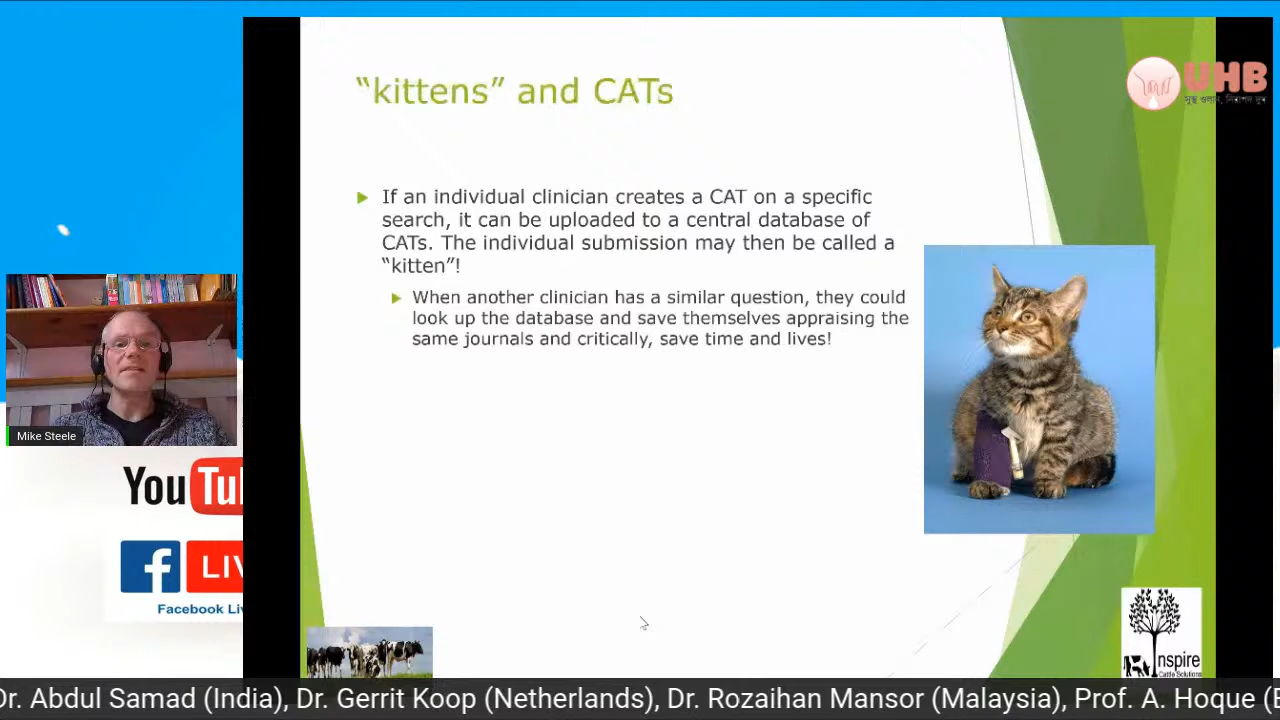 “kittens” and CATs
UHB
সুস্থ ওলান, নিরাপদ দুধ
If an individual clinician creates a CAT on a specific
search, it can be uploaded to a central database of
CATs. The individual submission may then be called a
“kitten”!
When another clinician has a similar question, they could
look up the database and save themselves appraising the
same journals and critically, save time and lives!
Mike Steele
YouTu
LIV
Facebook Liv
nspire
Cattle Solutions
Dr. Abdul Samad (India), Dr. Gerrit Koop (Netherlands), Dr. Rozaihan Mansor (Malaysia), Prof. A. Hoque (B